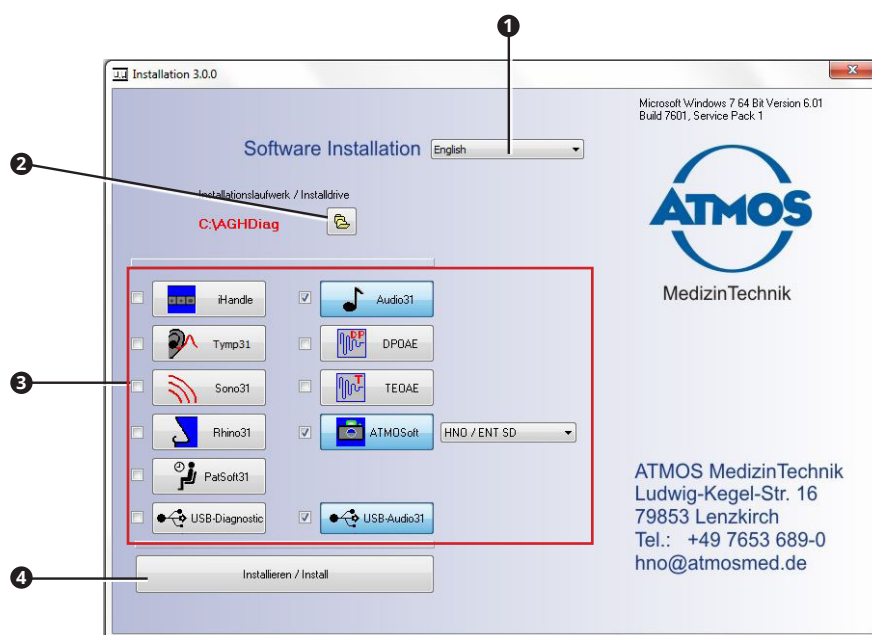 1
Installation 3.0.0
Microsoft Windows 7 64 Bit Version 6.01
Build 7601, Service Pack 1
Software Installation English
2
Installationslaufwerk / Installdrive
C:\AGHDiag
ATMOS
MedizinTechnik
3
iHandle Audio31
Tymp31 DP DPOAE
Sono31 T TEOAE
Rhino31 ATMOSoft HNO / ENT SD
PatSoft31
USB-Diagnostic USB-Audio31
4
Installieren / Install
ATMOS MedizinTechnik
Ludwig-Kegel-Str. 16
79853 Lenzkirch
Tel.: +49 7653 689-0
hno@atmosmed.de